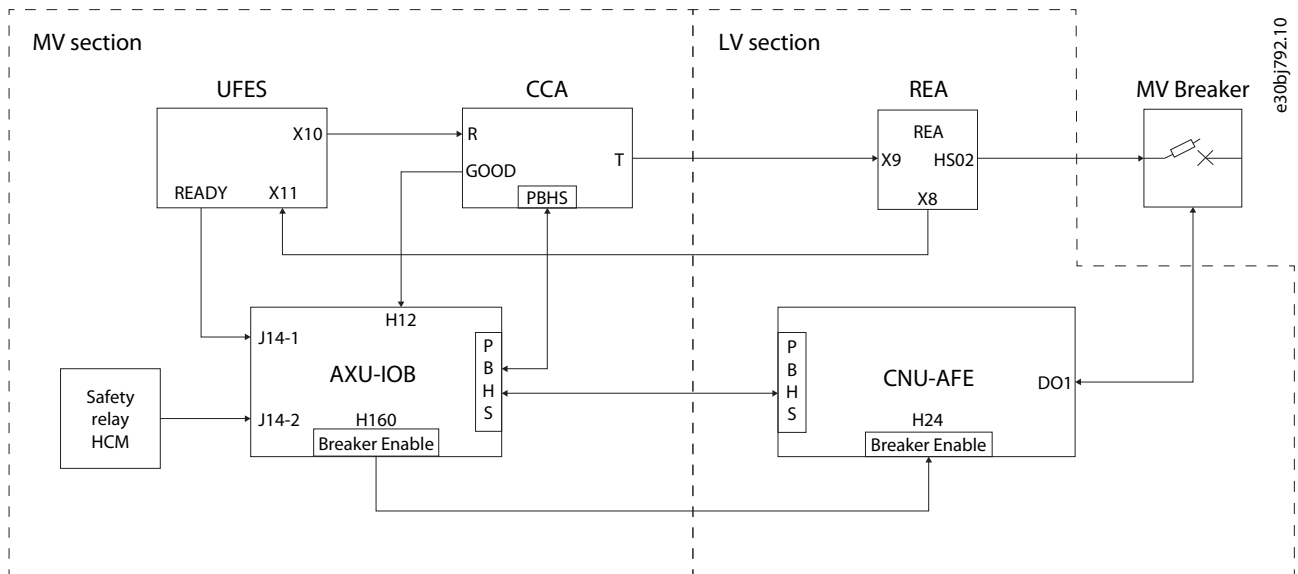 MV section
LV section
e30bj792.10
UFES
CCA
REA
MV Breaker
X10
READY
X11
R
GOOD
T
PBHS
REA
X9
HS02
X8
H12
J14-1
AXU-IOB
J14-2
H160
Breaker Enable
P
B
H
S
Safety
relay
HCM
P
B
H
S
CNU-AFE
DO1
H24
Breaker Enable